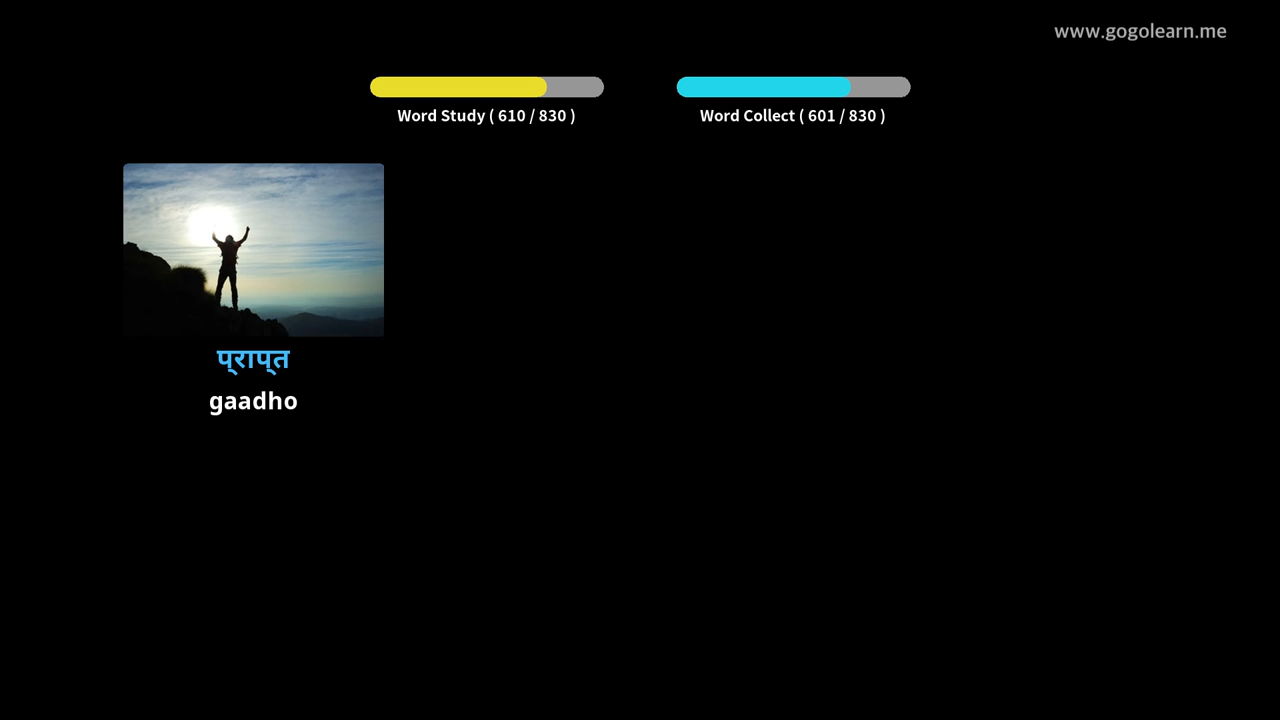 www.gogolearn.me
Word Study ( 610 / 830 )
Word Collect ( 601 / 830 )
प्राप्त
gaadho